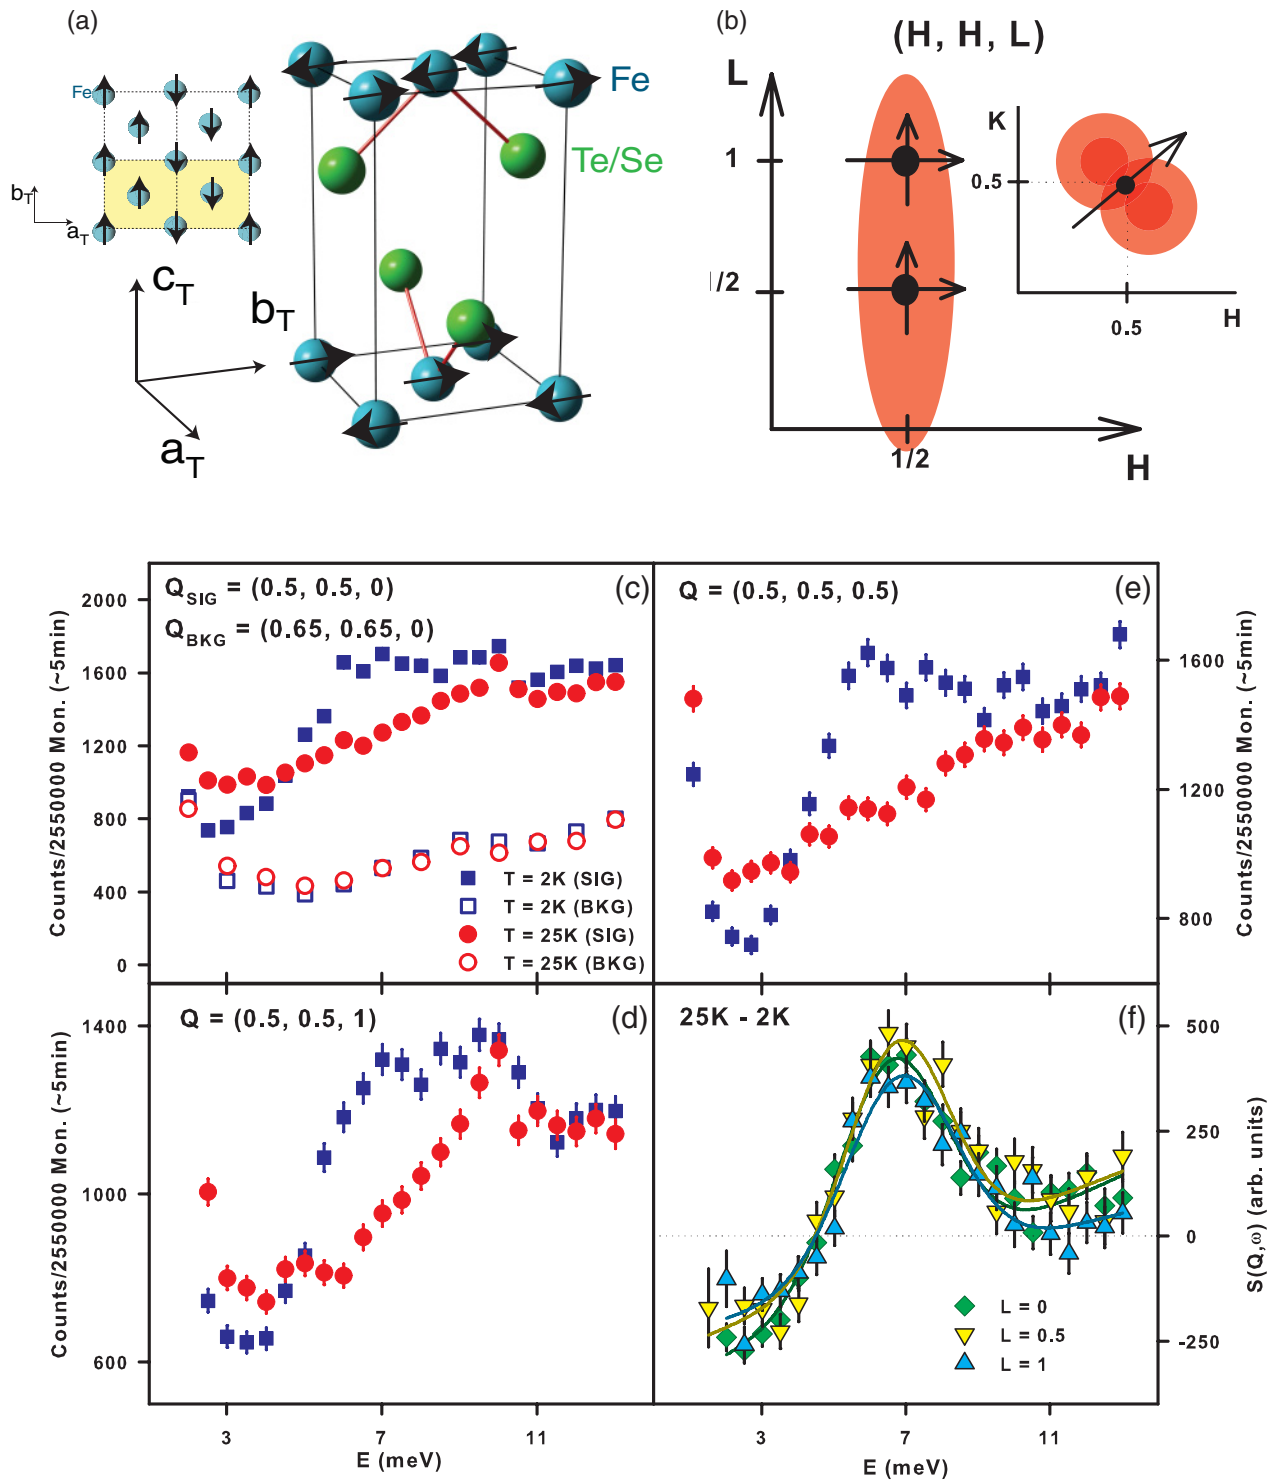 (a)
Fe
b_T
a_T
Fe
Te/Se
c_T
b_T
a_T
(b)
(H, H, L)
L
1
1/2
1/2
H
K
0.5
0.5
H
(c)
Q_SIG = (0.5, 0.5, 0)
Q_BKG = (0.65, 0.65, 0)
2000
1600
1200
800
400
0
Counts/2550000 Mon. (~5min)
T = 2K (SIG)
T = 2K (BKG)
T = 25K (SIG)
T = 25K (BKG)
(e)
Q = (0.5, 0.5, 0.5)
1600
1200
800
Counts/2550000 Mon. (~5min)
(d)
Q = (0.5, 0.5, 1)
1400
1000
600
Counts/2550000 Mon. (~5min)
3
7
11
E (meV)
(f)
25K - 2K
500
250
0
-250
S(Q,ω) (arb. units)
L = 0
L = 0.5
L = 1
3
7
11
E (meV)